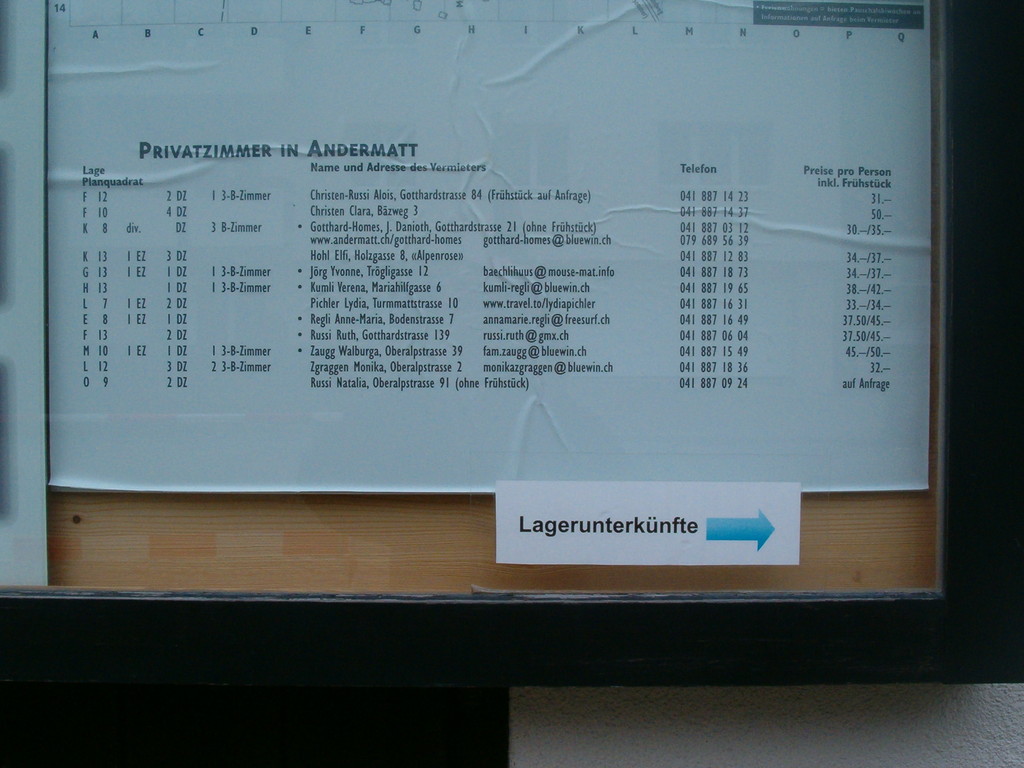 14
A B C D E F G H I K L M N O P Q
Informationen auf Anfrage beim Vermieter
PRIVATZIMMER IN ANDERMATT
Lage Planquadrat Name und Adresse des Vermieters Telefon Preise pro Person inkl. Frühstück
F 12 2 DZ 1 3-B-Zimmer Christen-Russi Alois, Gotthardstrasse 84 (Frühstück auf Anfrage) 041 887 14 23 31.–
F 10 4 DZ Christen Clara, Bäzweg 3 041 887 14 37 50.–
K 8 div. DZ 3 B-Zimmer • Gotthard-Homes, J. Danioth, Gotthardstrasse 21 (ohne Frühstück) 041 887 03 12 30.–/35.–
www.andermatt.ch/gotthard-homes gotthard-homes@bluewin.ch 079 689 56 39
K 13 1 EZ 3 DZ Hohl Elfi, Holzgasse 8, «Alpenrose» 041 887 12 83 34.–/37.–
G 13 1 EZ 1 DZ 1 3-B-Zimmer • Jörg Yvonne, Trögligasse 12 baechlihuus@mouse-mat.info 041 887 18 73 34.–/37.–
H 13 1 DZ 1 3-B-Zimmer • Kumli Verena, Mariahilfgasse 6 kumli-regli@bluewin.ch 041 887 19 65 38.–/42.–
L 7 1 EZ 2 DZ Pichler Lydia, Turmmattstrasse 10 www.travel.to/lydiapichler 041 887 16 31 33.–/34.–
E 8 1 EZ 1 DZ • Regli Anne-Maria, Bodenstrasse 7 annamarie.regli@freesurf.ch 041 887 16 49 37.50/45.–
F 13 2 DZ • Russi Ruth, Gotthardstrasse 139 russi.ruth@gmx.ch 041 887 06 04 37.50/45.–
M 10 1 EZ 1 DZ 1 3-B-Zimmer • Zaugg Walburga, Oberalpstrasse 39 fam.zaugg@bluewin.ch 041 887 15 49 45.–/50.–
L 12 3 DZ 2 3-B-Zimmer Zgraggen Monika, Oberalpstrasse 2 monikazgraggen@bluewin.ch 041 887 18 36 32.–
O 9 2 DZ Russi Natalia, Oberalpstrasse 91 (ohne Frühstück) 041 887 09 24 auf Anfrage
Lagerunterkünfte